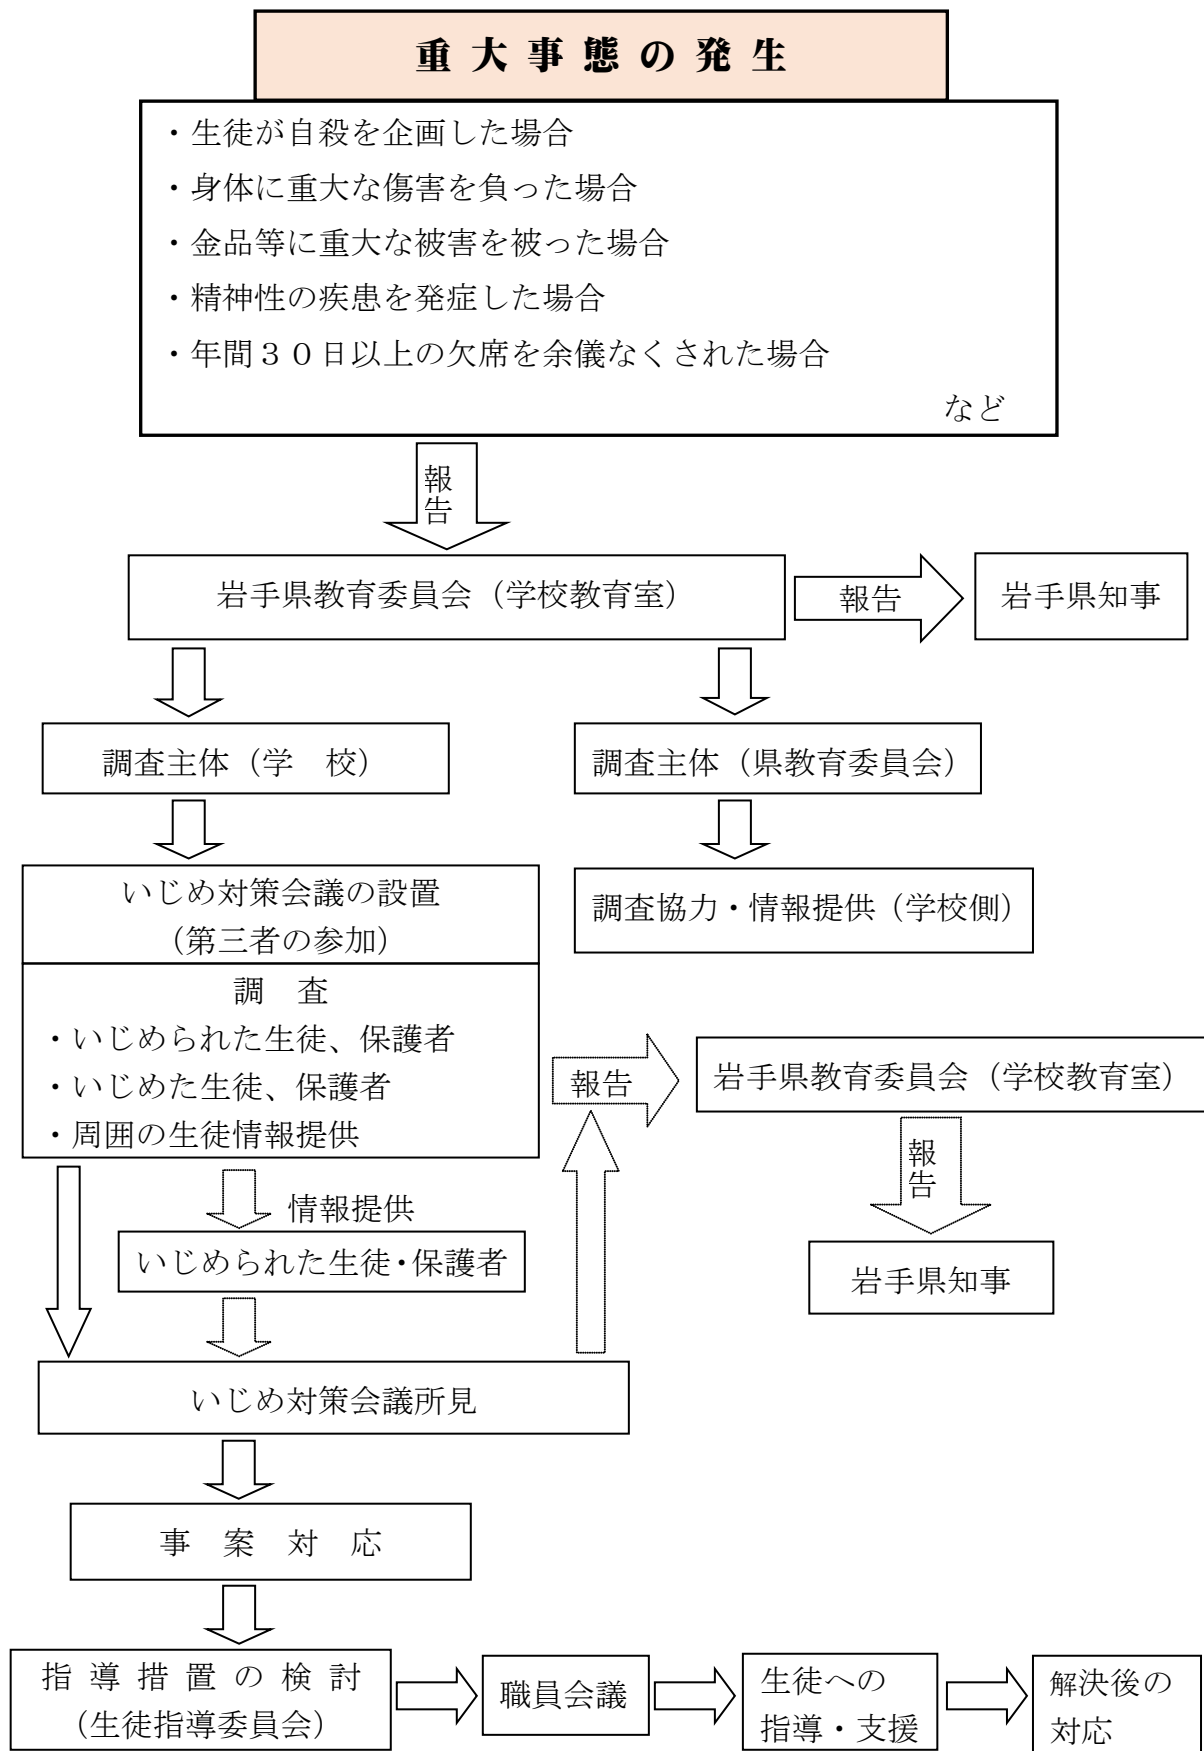 重大事態の発生
・生徒が自殺を企画した場合
・身体に重大な傷害を負った場合
・金品等に重大な被害を被った場合
・精神性の疾患を発症した場合
・年間３０日以上の欠席を余儀なくされた場合
など
報告
岩手県教育委員会（学校教育室）
報告
岩手県知事
調査主体（学　校）
調査主体（県教育委員会）
いじめ対策会議の設置
（第三者の参加）
調査協力・情報提供（学校側）
調　査
・いじめられた生徒、保護者
・いじめた生徒、保護者
・周囲の生徒情報提供
報告
岩手県教育委員会（学校教育室）
報告
岩手県知事
情報提供
いじめられた生徒・保護者
いじめ対策会議所見
事　案　対　応
指導措置の検討
（生徒指導委員会）
職員会議
生徒への
指導・支援
解決後の
対応